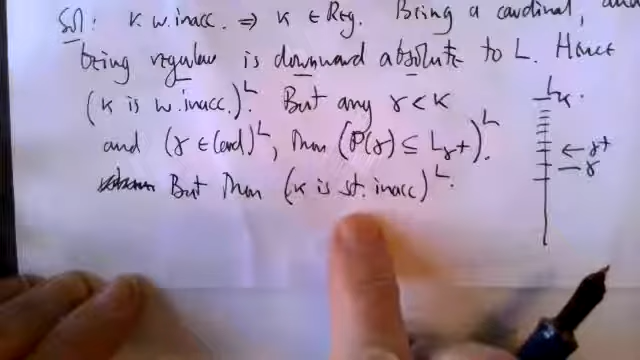 Sol: κ w. inacc. ⇒ κ ∈ Reg. Being a cardinal, and
being regular is downward absolute to L. Hence
(κ is w. inacc.)^L. But any γ < κ
and (γ ∈ Card)^L, then (P(γ) ⊆ L_γ+)^L.
But then (κ is st. inacc)^L.
L_κ.
← γ+
– γ